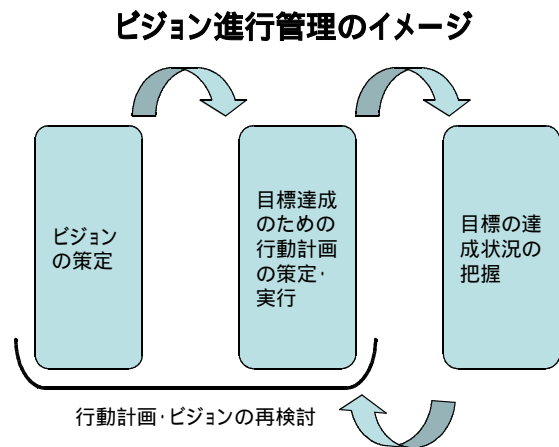 ビジョン進行管理のイメージ
ビジョン
の策定
目標達成
のための
行動計画
の策定・
実行
目標の達
成状況の
把握
行動計画・ビジョンの再検討